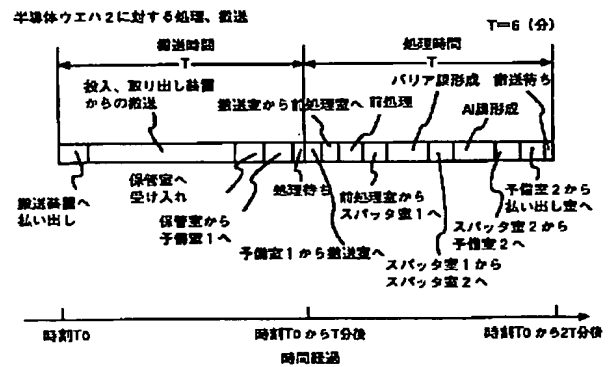 半導体ウエハ2に対する処理、搬送
T=6（分）
搬送時間
処理時間
T
T
投入、取り出し装置
からの搬送
搬送室から前処理室へ
前処理
バリア膜形成
Al膜形成
搬送待ち
搬送装置へ
払い出し
保管室へ
受け入れ
保管室から
予備室1へ
処理待ち
予備室1から搬送室へ
前処理室から
スパッタ室1へ
スパッタ室1から
スパッタ室2へ
スパッタ室2から
予備室2へ
予備室2から
払い出し室へ
時刻T0
時刻T0からT分後
時刻T0から2T分後
時間経過